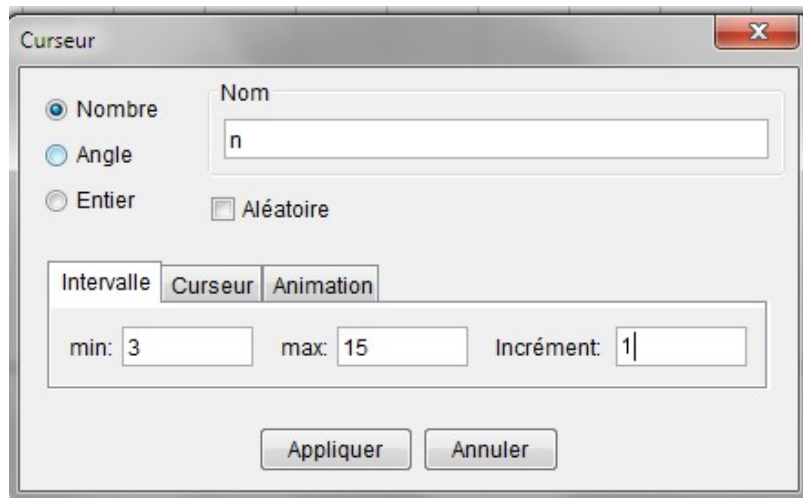 Curseur
Nombre
Angle
Entier
Nom
n
Aléatoire
Intervalle Curseur Animation
min: 3 max: 15 Incrément: 1
Appliquer Annuler